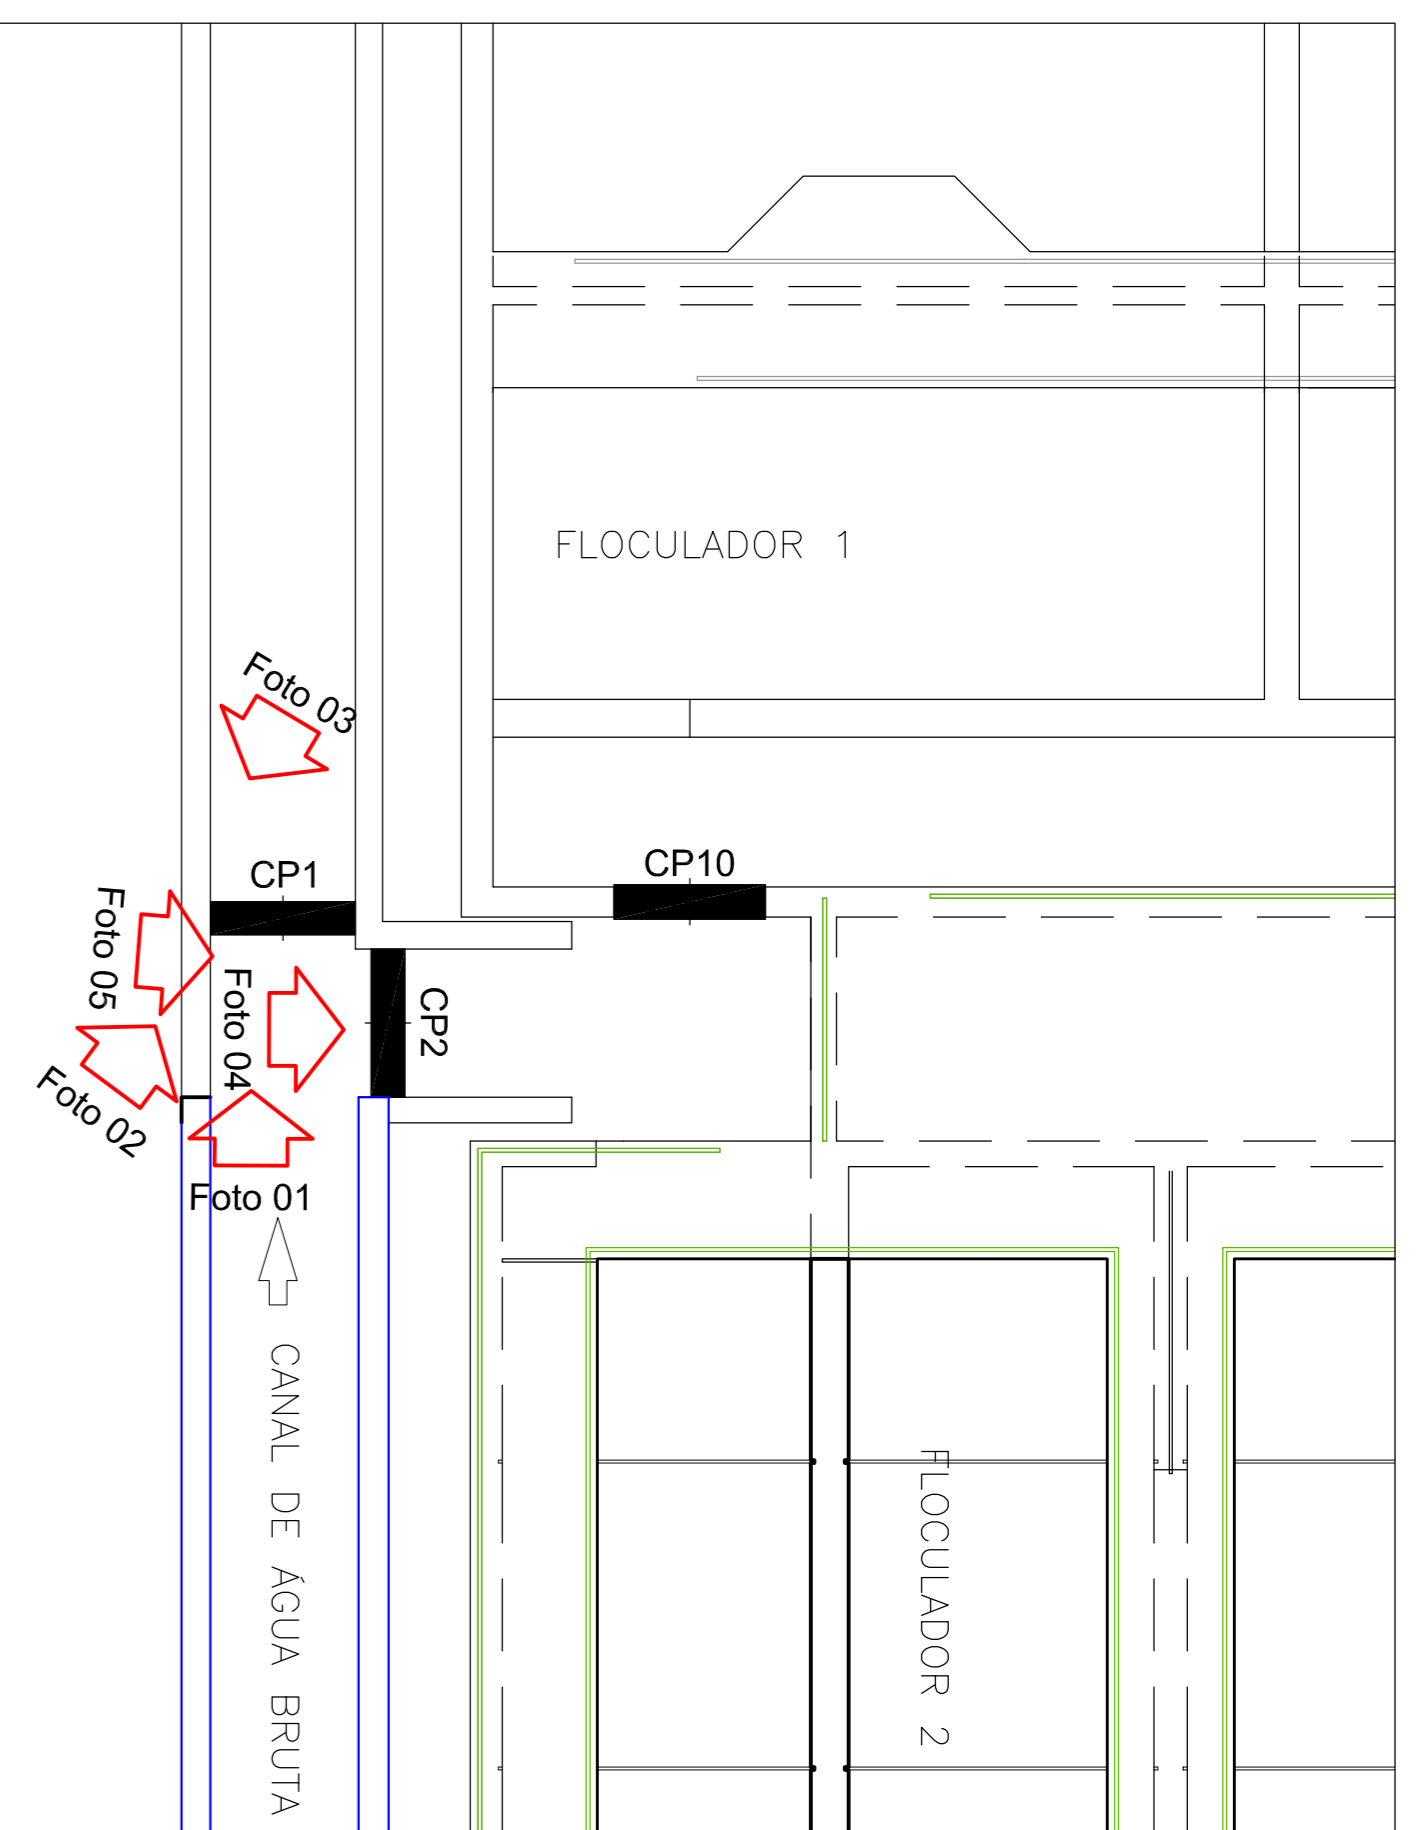 FLOCULADOR 1
Foto 03
CP1
CP10
Foto 05
Foto 04
CP2
Foto 02
Foto 01
CANAL DE ÁGUA BRUTA
FLOCULADOR 2